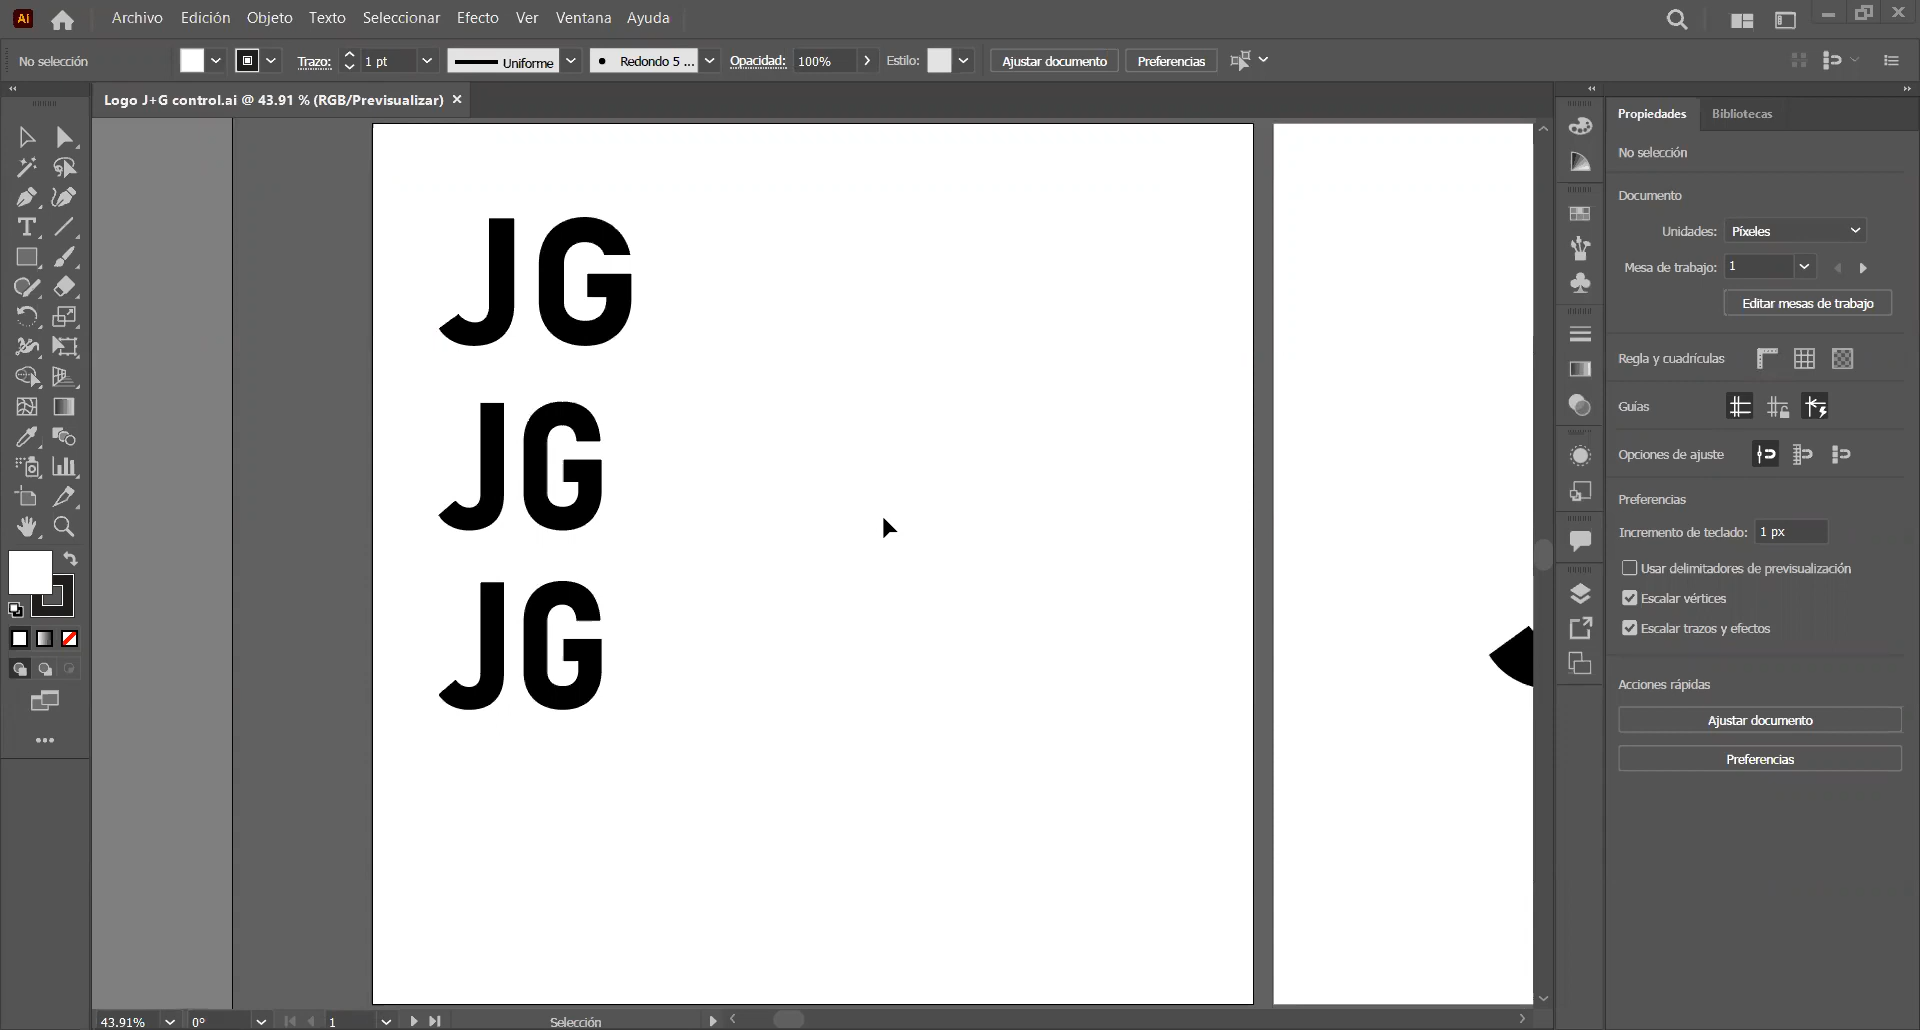 Ai Archivo Edición Objeto Texto Seleccionar Efecto Ver Ventana Ayuda
No selección Trazo: 1 pt Uniforme Redondo 5 ... Opacidad: 100% Estilo: Ajustar documento Preferencias
Logo J+G control.ai @ 43.91 % (RGB/Previsualizar) ×
Propiedades Bibliotecas
No selección
Documento
Unidades: Píxeles
Mesa de trabajo: 1
Editar mesas de trabajo
Regla y cuadrículas
Guías
Opciones de ajuste
Preferencias
Incremento de teclado: 1 px
Usar delimitadores de previsualización
Escalar vértices
Escalar trazos y efectos
Acciones rápidas
Ajustar documento
Preferencias
JG
JG
JG
43.91% 0° 1 Selección